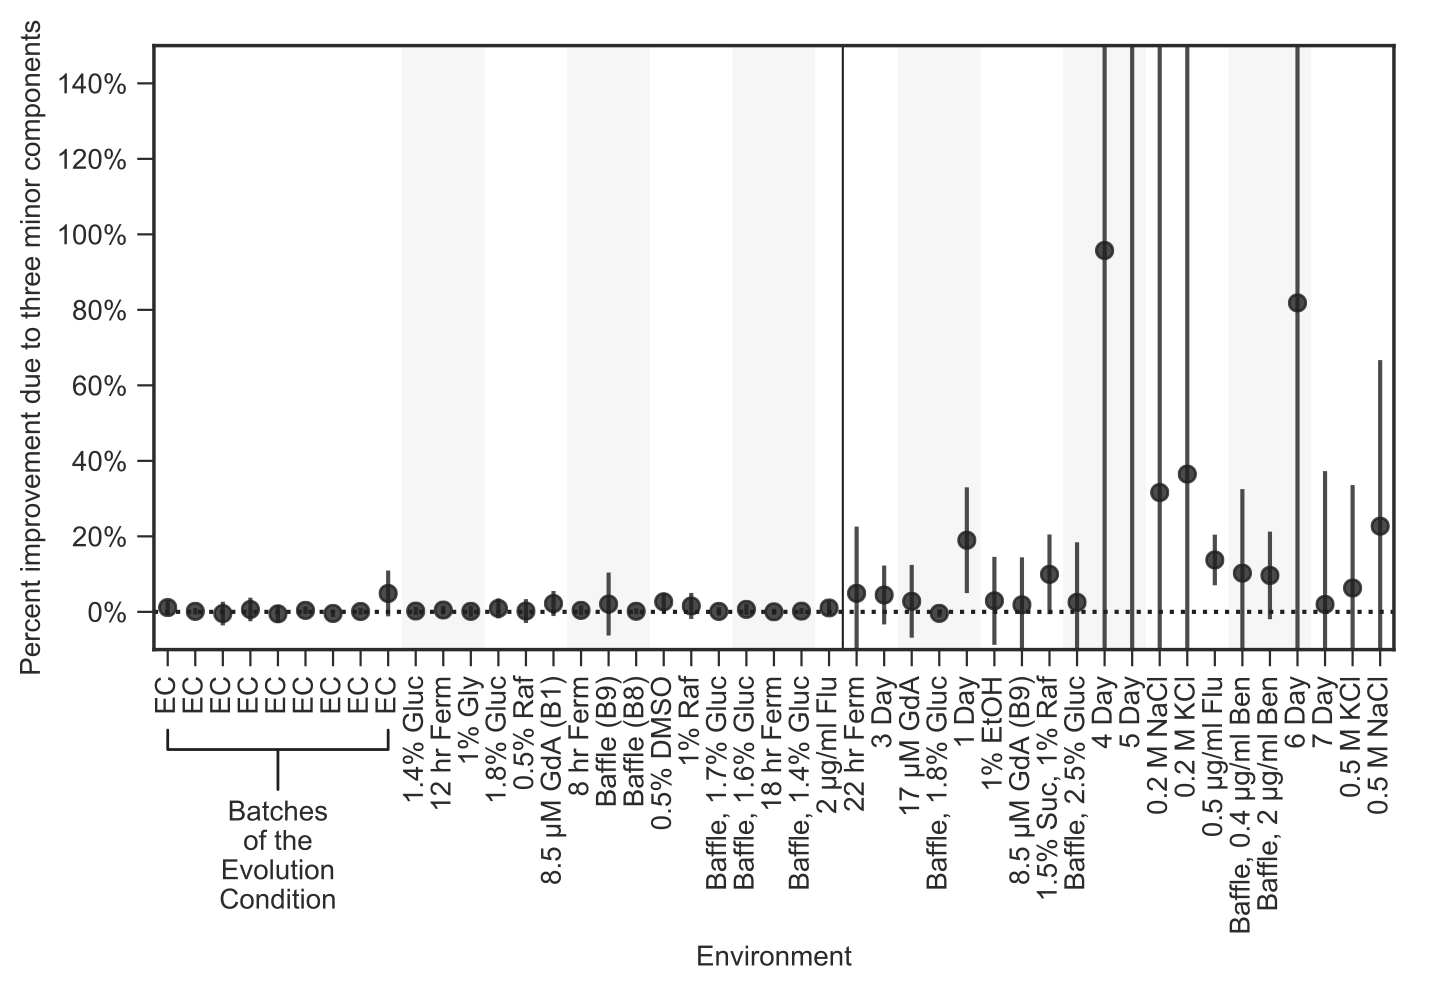 Percent improvement due to three minor components
140%
120%
100%
80%
60%
40%
20%
0%
EC
EC
EC
EC
EC
EC
EC
EC
EC
1.4% Gluc
12 hr Ferm
1% Gly
1.8% Gluc
0.5% Raf
8.5 μM GdA (B1)
8 hr Ferm
Baffle (B9)
Baffle (B8)
0.5% DMSO
1% Raf
Baffle, 1.7% Gluc
Baffle, 1.6% Gluc
18 hr Ferm
Baffle, 1.4% Gluc
2 μg/ml Flu
22 hr Ferm
3 Day
17 μM GdA
Baffle, 1.8% Gluc
1 Day
1% EtOH
8.5 μM GdA (B9)
1.5% Suc, 1% Raf
Baffle, 2.5% Gluc
4 Day
5 Day
0.2 M NaCl
0.2 M KCl
0.5 μg/ml Flu
Baffle, 0.4 μg/ml Ben
Baffle, 2 μg/ml Ben
6 Day
7 Day
0.5 M KCl
0.5 M NaCl
Batches
of the
Evolution
Condition
Environment